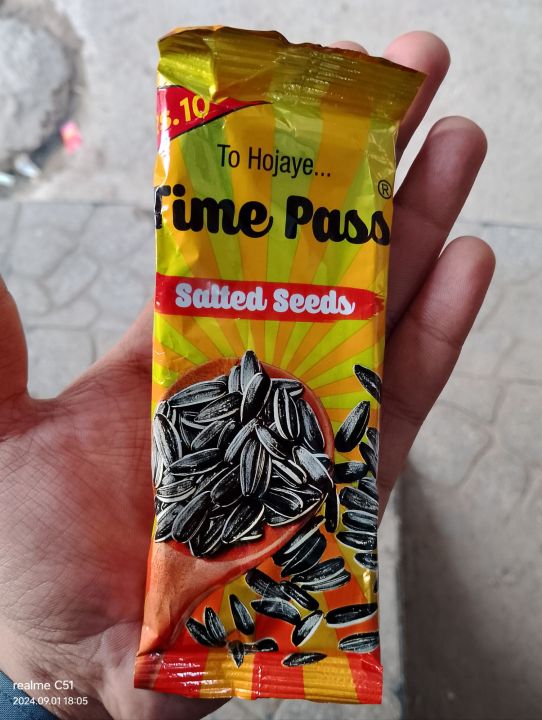 Rs.10
To Hojaye...
Time Pass®
Salted Seeds
realme C51
2024.09.01 18:05